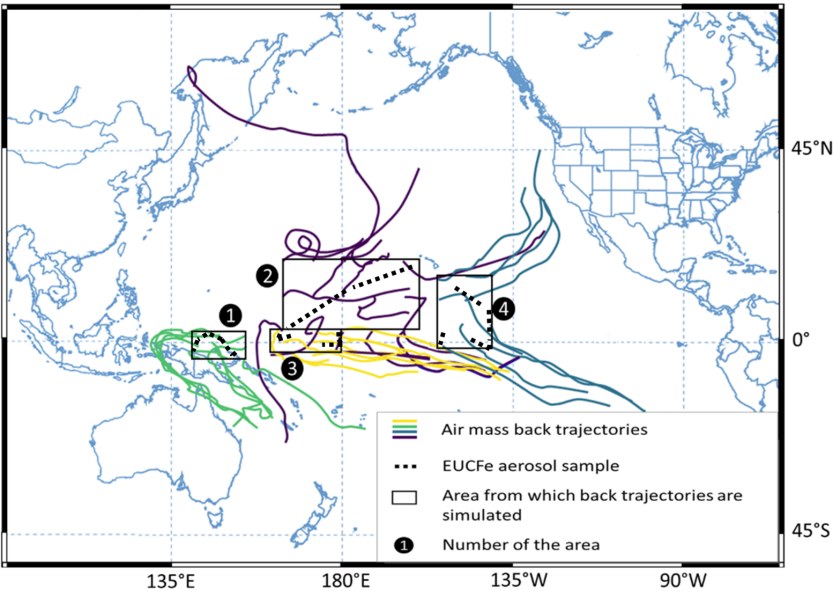 45°N
2
1
4
0°
3
Air mass back trajectories
EUCFe aerosol sample
Area from which back trajectories are
simulated
45°S
1 Number of the area
135°E 180°E 135°W 90°W